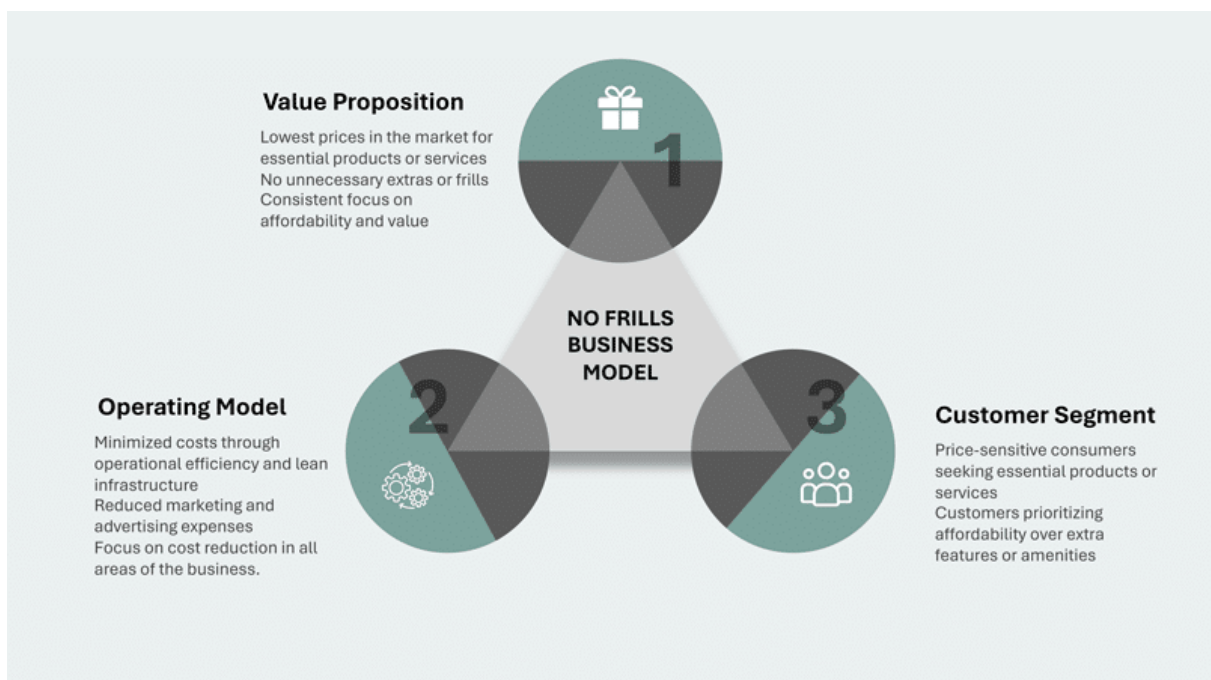 Value Proposition
Lowest prices in the market for
essential products or services
No unnecessary extras or frills
Consistent focus on
affordability and value
1
NO FRILLS
BUSINESS
MODEL
2
Operating Model
Minimized costs through
operational efficiency and lean
infrastructure
Reduced marketing and
advertising expenses
Focus on cost reduction in all
areas of the business.
3
Customer Segment
Price-sensitive consumers
seeking essential products or
services
Customers prioritizing
affordability over extra
features or amenities